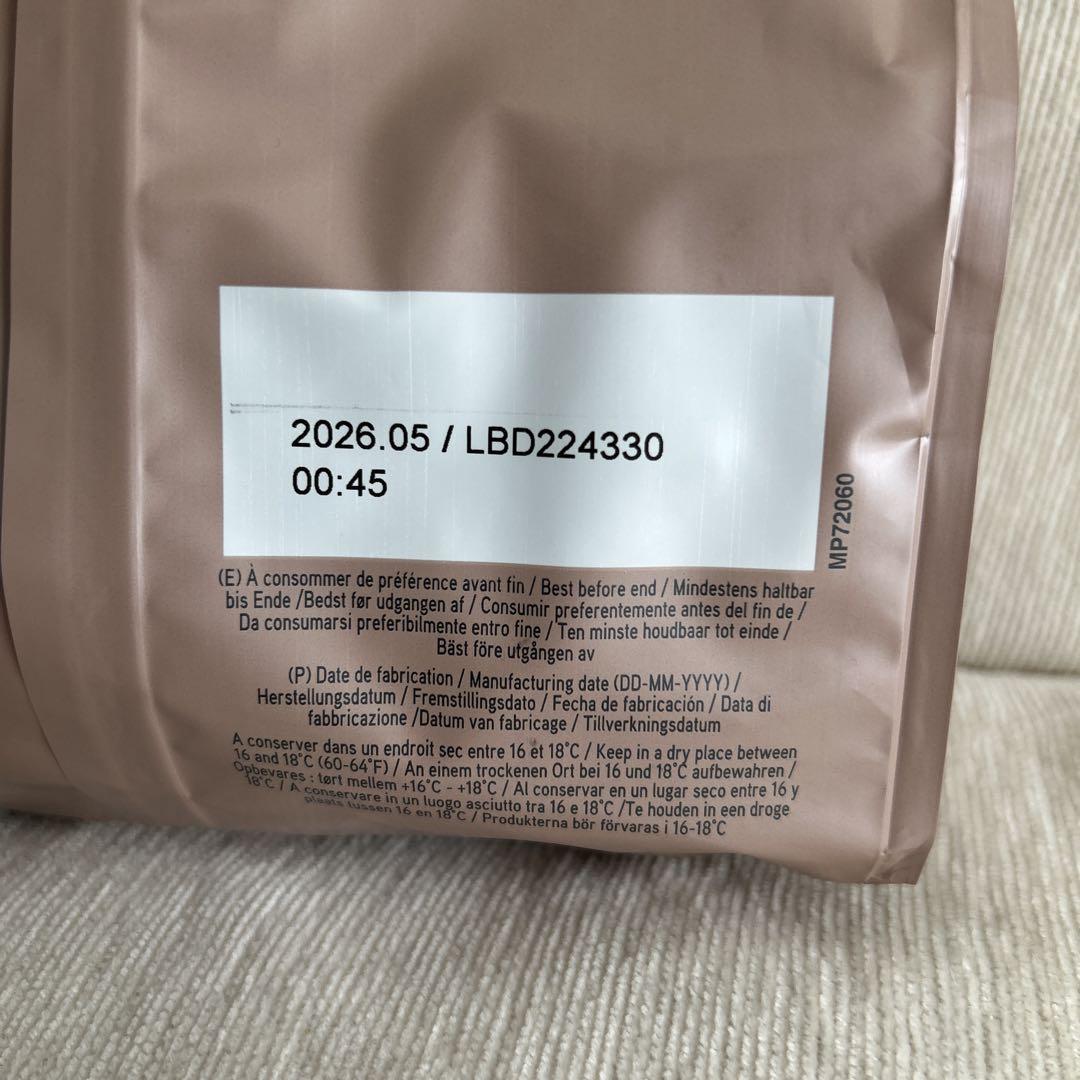 2026.05 / LBD224330
00:45
MP72060
(E) À consommer de préférence avant fin / Best before end / Mindestens haltbar
bis Ende /Bedst før udgangen af / Consumir preferentemente antes del fin de /
Da consumarsi preferibilmente entro fine / Ten minste houdbaar tot einde /
Bäst före utgången av
(P) Date de fabrication / Manufacturing date (DD-MM-YYYY) /
Herstellungsdatum / Fremstillingsdato / Fecha de fabricación / Data di
fabbricazione /Datum van fabricage / Tillverkningsdatum
A conserver dans un endroit sec entre 16 et 18°C / Keep in a dry place between
16 and 18°C (60-64°F) / An einem trockenen Ort bei 16 und 18°C aufbewahren /
Opbevares : tørt mellem +16°C - +18°C / Al conservar en un lugar seco entre 16 y
18°C / A conservare in un luogo asciutto tra 16 e 18°C /Te houden in een droge
plaats tussen 16 en 18°C / Produkterna bör förvaras i 16-18°C